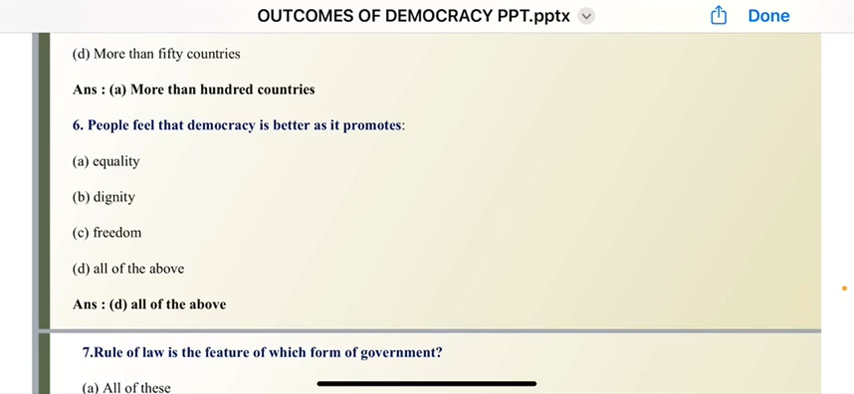 OUTCOMES OF DEMOCRACY PPT.pptx
Done
(d) More than fifty countries
Ans : (a) More than hundred countries
6. People feel that democracy is better as it promotes:
(a) equality
(b) dignity
(c) freedom
(d) all of the above
Ans : (d) all of the above
7.Rule of law is the feature of which form of government?
(a) All of these